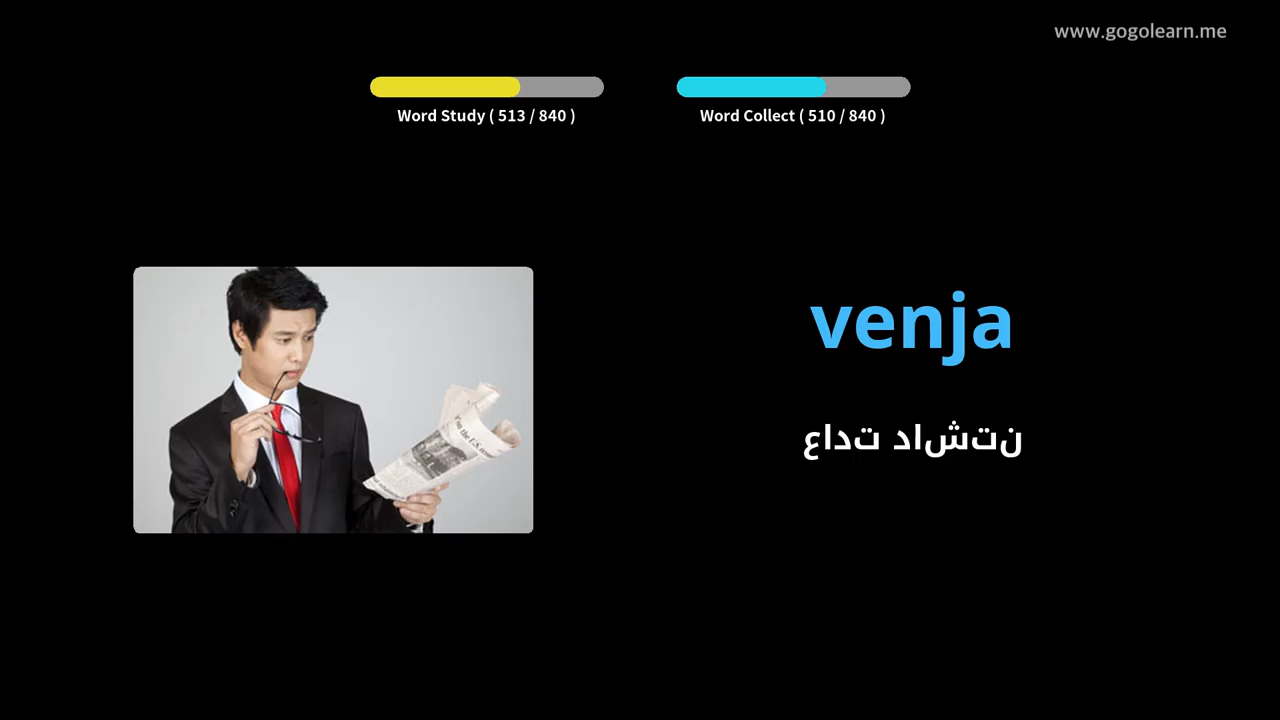 www.gogolearn.me
Word Study ( 513 / 840 )
Word Collect ( 510 / 840 )
venja
عادت داشتن